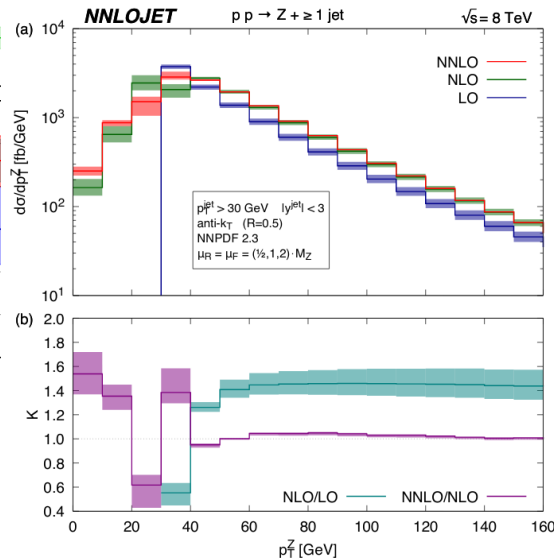 NNLOJET p p → Z + ≥ 1 jet √s = 8 TeV
(a)
10⁴
10³
10²
10¹
dσ/dp_T^Z [fb/GeV]
NNLO
NLO
LO
p_T^jet > 30 GeV |y^jet| < 3
anti-k_T (R=0.5)
NNPDF 2.3
μ_R = μ_F = (½,1,2) · M_Z
(b)
2.0
1.8
1.6
1.4
1.2
1.0
0.8
0.6
0.4
K
NLO/LO NNLO/NLO
0 20 40 60 80 100 120 140 160
p_T^Z [GeV]